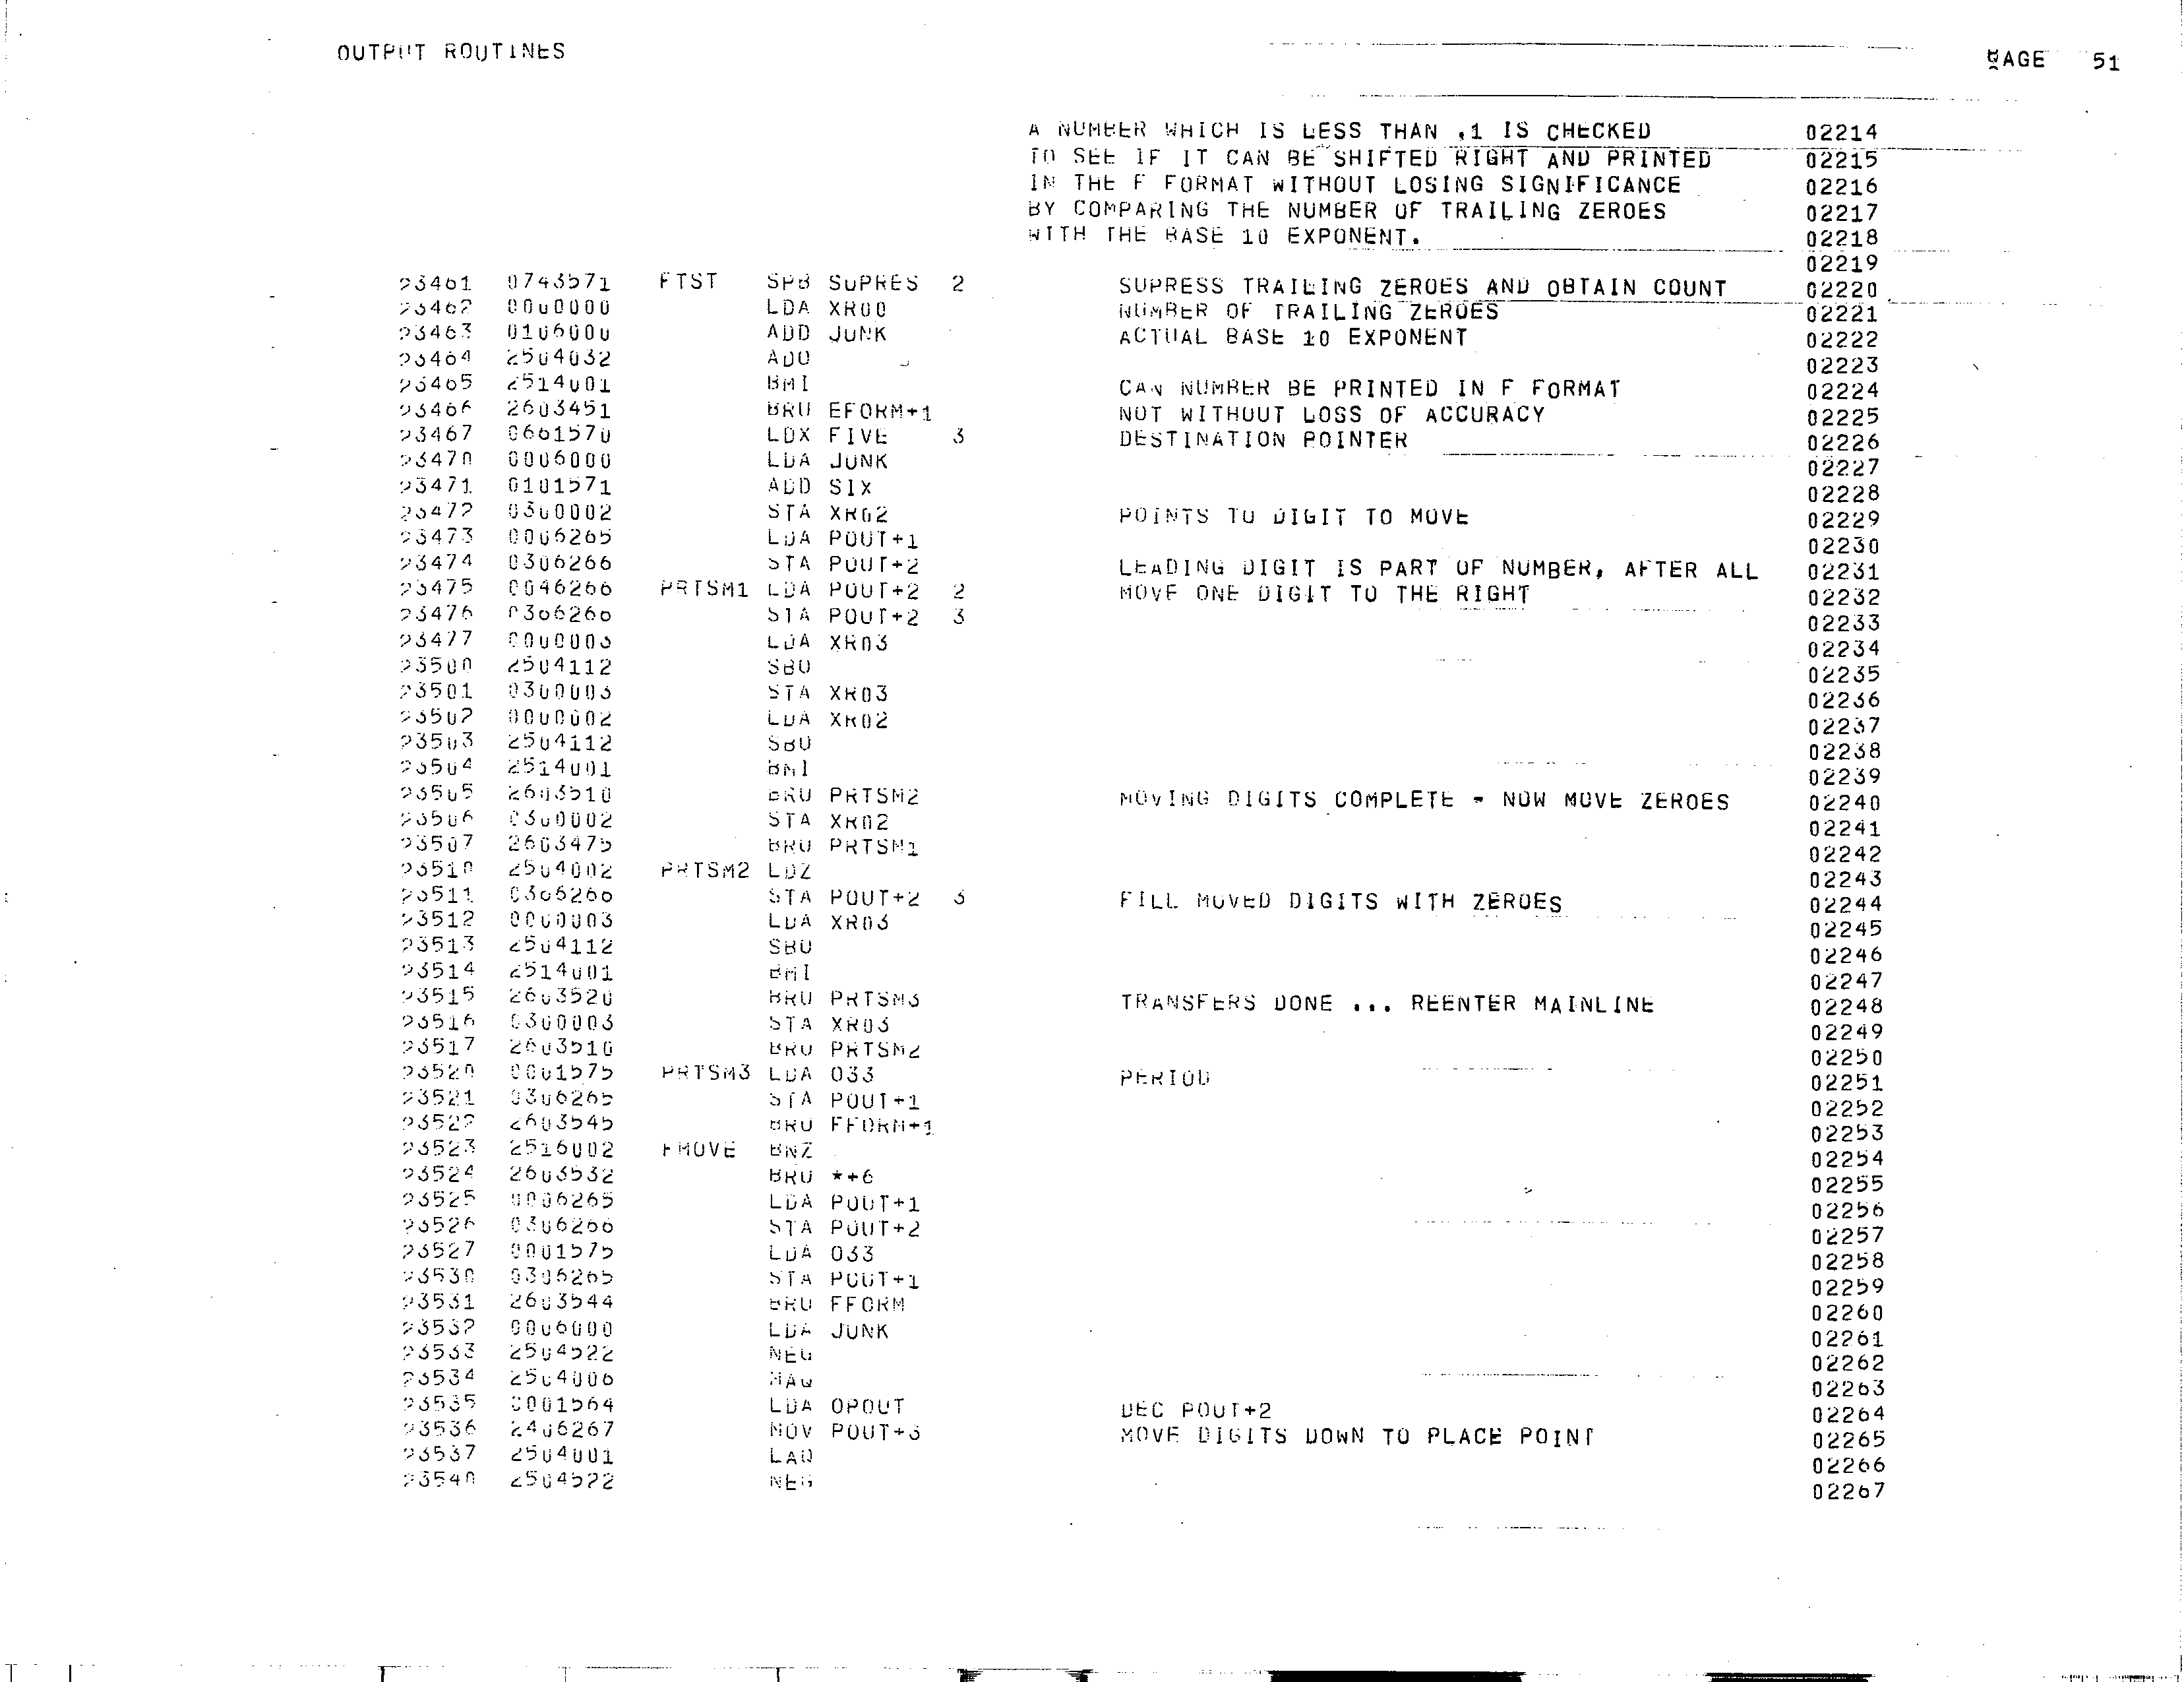 OUTPUT ROUTINES PAGE 51
A NUMBER WHICH IS LESS THAN .1 IS CHECKED 02214
TO SEE IF IT CAN BE SHIFTED RIGHT AND PRINTED 02215
IN THE F FORMAT WITHOUT LOSING SIGNIFICANCE 02216
BY COMPARING THE NUMBER OF TRAILING ZEROES 02217
WITH THE BASE 10 EXPONENT. 02218
02219
23461 0743571 FTST SPB SUPRES 2 SUPRESS TRAILING ZEROES AND OBTAIN COUNT 02220
23462 0000000 LDA XR00 NUMBER OF TRAILING ZEROES 02221
23463 0106000 ADD JUNK ACTUAL BASE 10 EXPONENT 02222
23464 2504032 ADO 02223
23465 2514001 BMI CAN NUMBER BE PRINTED IN F FORMAT 02224
23466 2603451 BRU EFORM+1 NOT WITHOUT LOSS OF ACCURACY 02225
23467 0661570 LDX FIVE 3 DESTINATION POINTER 02226
23470 0006000 LDA JUNK 02227
23471 0101571 ADD SIX 02228
23472 0300002 STA XR02 POINTS TO DIGIT TO MOVE 02229
23473 0006265 LDA POUT+1 02230
23474 0306266 STA POUT+2 LEADING DIGIT IS PART OF NUMBER, AFTER ALL 02231
23475 0046266 PRTSM1 LDA POUT+2 2 MOVE ONE DIGIT TO THE RIGHT 02232
23476 0366266 STA POUT+2 3 02233
23477 0000003 LDA XR03 02234
23500 2504112 SBO 02235
23501 0300003 STA XR03 02236
23502 0000002 LDA XR02 02237
23503 2504112 SBO 02238
23504 2514001 BMI 02239
23505 2603510 BRU PRTSM2 MOVING DIGITS COMPLETE - NOW MOVE ZEROES 02240
23506 0300002 STA XR02 02241
23507 2603475 BRU PRTSM1 02242
23510 2504002 PRTSM2 LDZ 02243
23511 0366266 STA POUT+2 3 FILL MOVED DIGITS WITH ZEROES 02244
23512 0000003 LDA XR03 02245
23513 2504112 SBO 02246
23514 2514001 BMI 02247
23515 2603520 BRU PRTSM3 TRANSFERS DONE ... REENTER MAINLINE 02248
23516 0300003 STA XR03 02249
23517 2603510 BRU PRTSM2 02250
23520 0001575 PRTSM3 LDA O33 PERIOD 02251
23521 0306265 STA POUT+1 02252
23522 2603545 BRU FFORM+1 02253
23523 2516002 FMOVE BNZ 02254
23524 2603532 BRU *+6 02255
23525 0006265 LDA POUT+1 02256
23526 0306266 STA POUT+2 02257
23527 0001575 LDA O33 02258
23530 0306265 STA POUT+1 02259
23531 2603544 BRU FFORM 02260
23532 0006000 LDA JUNK 02261
23533 2504522 NEG 02262
23534 2504006 MAQ 02263
23535 0001564 LDA OPOUT DEC POUT+2 02264
23536 2406267 MOV POUT+3 MOVE DIGITS DOWN TO PLACE POINT 02265
23537 2504001 LAQ 02266
23540 2504522 NEG 02267